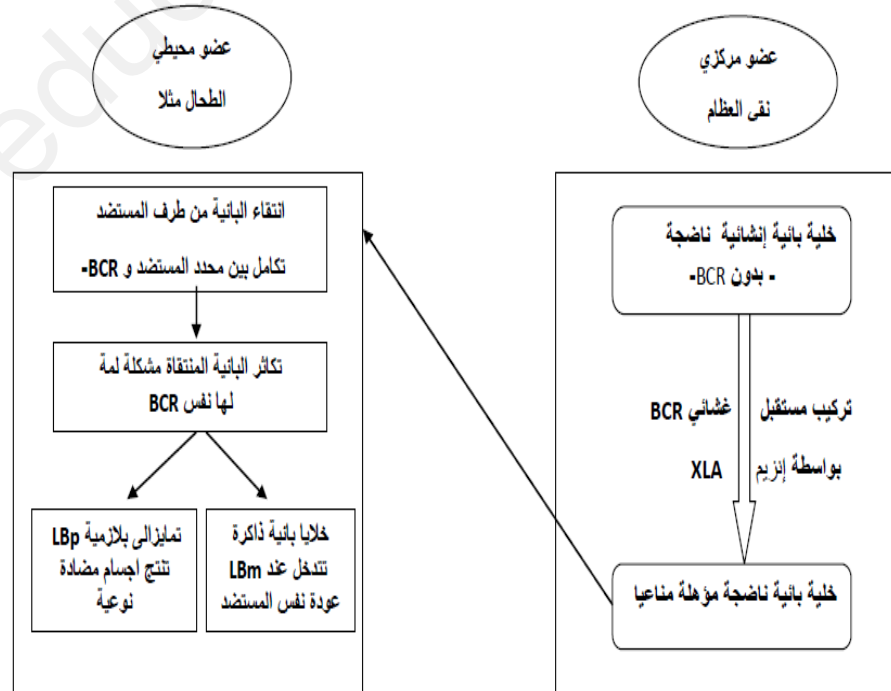 عضو مركزي
نقى العظام
خلية بائية إنشائية ناضجة
- بدون BCR-
تركيب مستقبل غشائي BCR
بواسطة إنزيم XLA
خلية بائية ناضجة مؤهلة مناعيا
عضو محيطي
الطحال مثلا
انتقاء البائية من طرف المستضد
تكامل بين محدد المستضد و BCR-
تكاثر البائية المنتقاة مشكلة لمة
لها نفس BCR
خلايا بائية ذاكرة
LBm تتدخل عند
عودة نفس المستضد
تمايزالى بلازمية LBp
تنتج اجسام مضادة
نوعية
edu